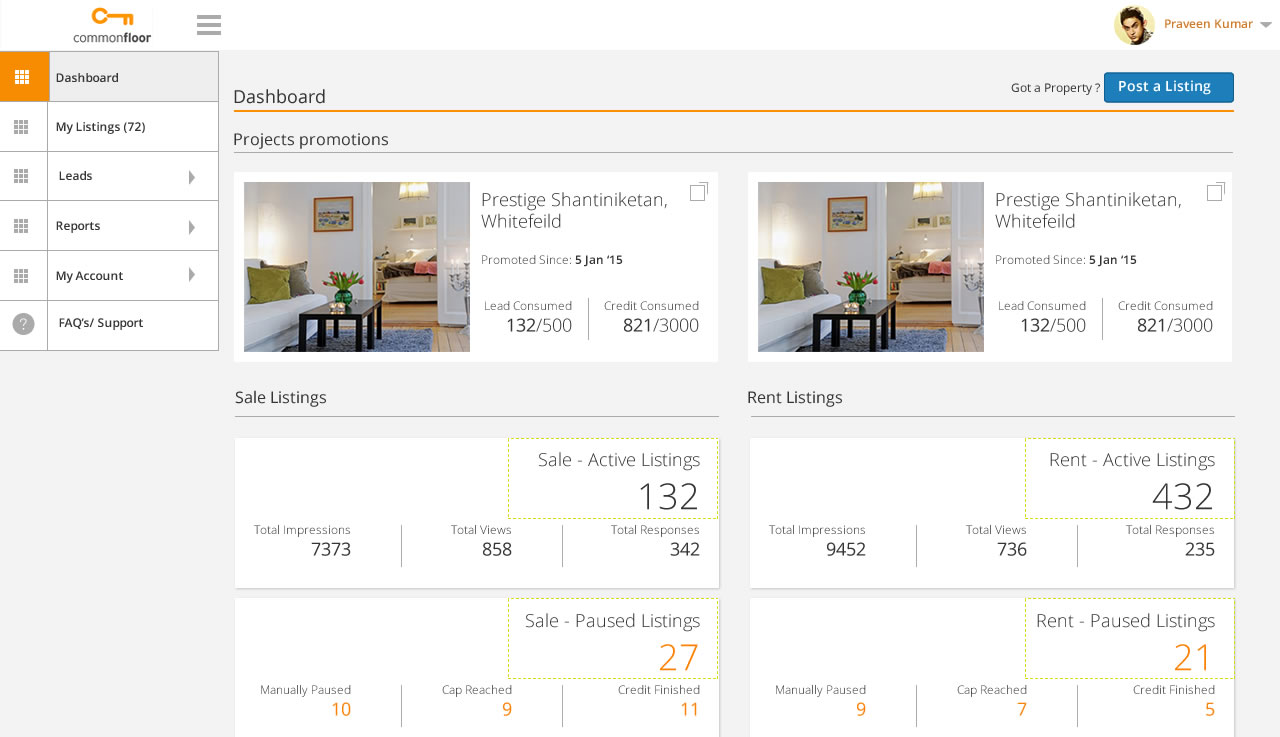 commonfloor
Praveen Kumar
Dashboard
My Listings (72)
Leads
Reports
My Account
?
FAQ's/ Support
Dashboard
Got a Property ?
Post a Listing
Projects promotions
Prestige Shantiniketan,
Whitefeild
Promoted Since: 5 Jan '15
Lead Consumed
132/500
Credit Consumed
821/3000
Prestige Shantiniketan,
Whitefeild
Promoted Since: 5 Jan '15
Lead Consumed
132/500
Credit Consumed
821/3000
Sale Listings
Sale - Active Listings
132
Total Impressions
7373
Total Views
858
Total Responses
342
Sale - Paused Listings
27
Manually Paused
10
Cap Reached
9
Credit Finished
11
Rent Listings
Rent - Active Listings
432
Total Impressions
9452
Total Views
736
Total Responses
235
Rent - Paused Listings
21
Manually Paused
9
Cap Reached
7
Credit Finished
5